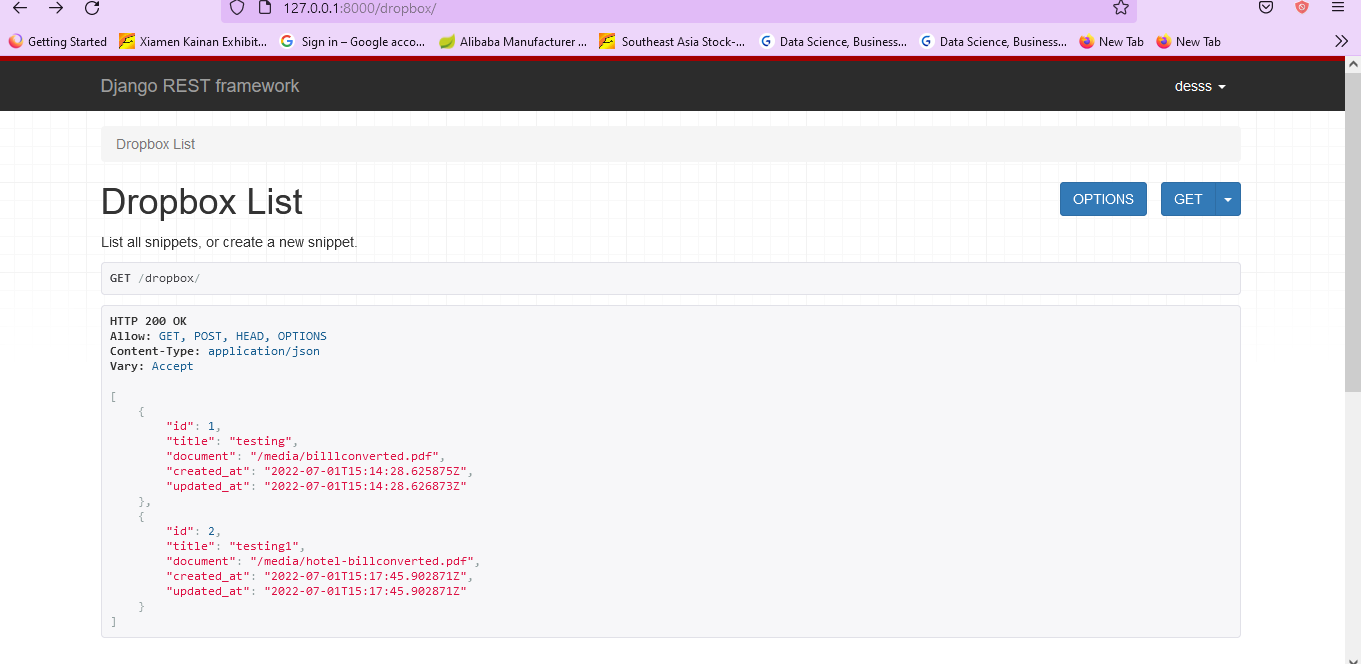 127.0.0.1:8000/dropbox/
Getting Started Xiamen Kainan Exhibit... Sign in – Google acco... Alibaba Manufacturer ... Southeast Asia Stock-... Data Science, Business... Data Science, Business... New Tab New Tab
Django REST framework desss
Dropbox List
Dropbox List OPTIONS GET
List all snippets, or create a new snippet.
GET /dropbox/
HTTP 200 OK
Allow: GET, POST, HEAD, OPTIONS
Content-Type: application/json
Vary: Accept
[
{
"id": 1,
"title": "testing",
"document": "/media/billlconverted.pdf",
"created_at": "2022-07-01T15:14:28.625875Z",
"updated_at": "2022-07-01T15:14:28.626873Z"
},
{
"id": 2,
"title": "testing1",
"document": "/media/hotel-billconverted.pdf",
"created_at": "2022-07-01T15:17:45.902871Z",
"updated_at": "2022-07-01T15:17:45.902871Z"
}
]